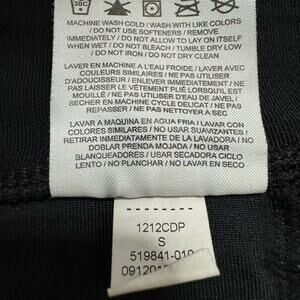 30C
MACHINE WASH COLD / WASH WITH LIKE COLORS
/ DO NOT USE SOFTENERS / REMOVE
IMMEDIATELY / DO NOT ALLOW TO LAY ON ITSELF
WHEN WET / DO NOT BLEACH / TUMBLE DRY LOW
/ DO NOT IRON / DO NOT DRY CLEAN
LAVER EN MACHINE A L'EAU FROIDE / LAVER AVEC
COULEURS SIMILAIRES / NE PAS UTILISER
D'ADOUCISSEUR / ENLEVER IMMÉDIATEMENT / NE
PAS LAISSER LE VÊTEMENT PLIÉ LORSQU'IL EST
MOUILLÉ / NE PAS UTILISER D'EAU DE JAVEL /
SECHER EN MACHINE CYCLE DELICAT / NE PAS
REPASSER / NE PAS NETTOYER A SEC
LAVAR A MAQUINA EN AGUA FRIA / LAVAR CON
COLORES SIMILARES / NO USAR SUAVIZANTES /
RETIRAR INMEDIATAMENTE DE LA LAVADORA / NO
DOBLAR PRENDA MOJADA / NO USAR
BLANQUEADORES / USAR SECADORA CICLO
LENTO / NO PLANCHAR / NO LAVAR EN SECO
1212CDP
S
519841-010